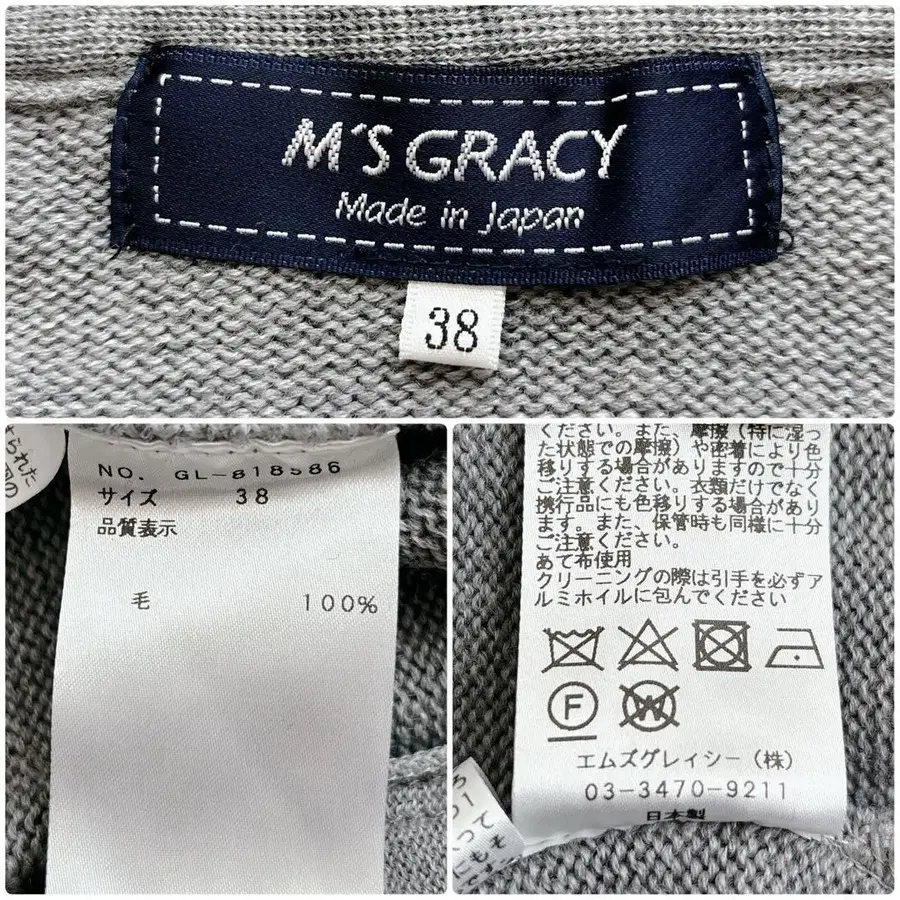 M'S GRACY
Made in Japan
38
られた
NO. GL-818586
サイズ 38
品質表示
毛 100%
ください。また、摩擦（特に湿っ
た状態での摩擦）や密着により色
移りする場合がありますので十分
ご注意ください。衣類だけでなく
携行品にも色移りする場合があり
ます。また、保管時も同様に十分
ご注意ください。
あて布使用
クリーニングの際は引手を必ずア
ルミホイルに包んでください
F
W
エムズグレイシー（株）
03-3470-9211
日本製
って
もも